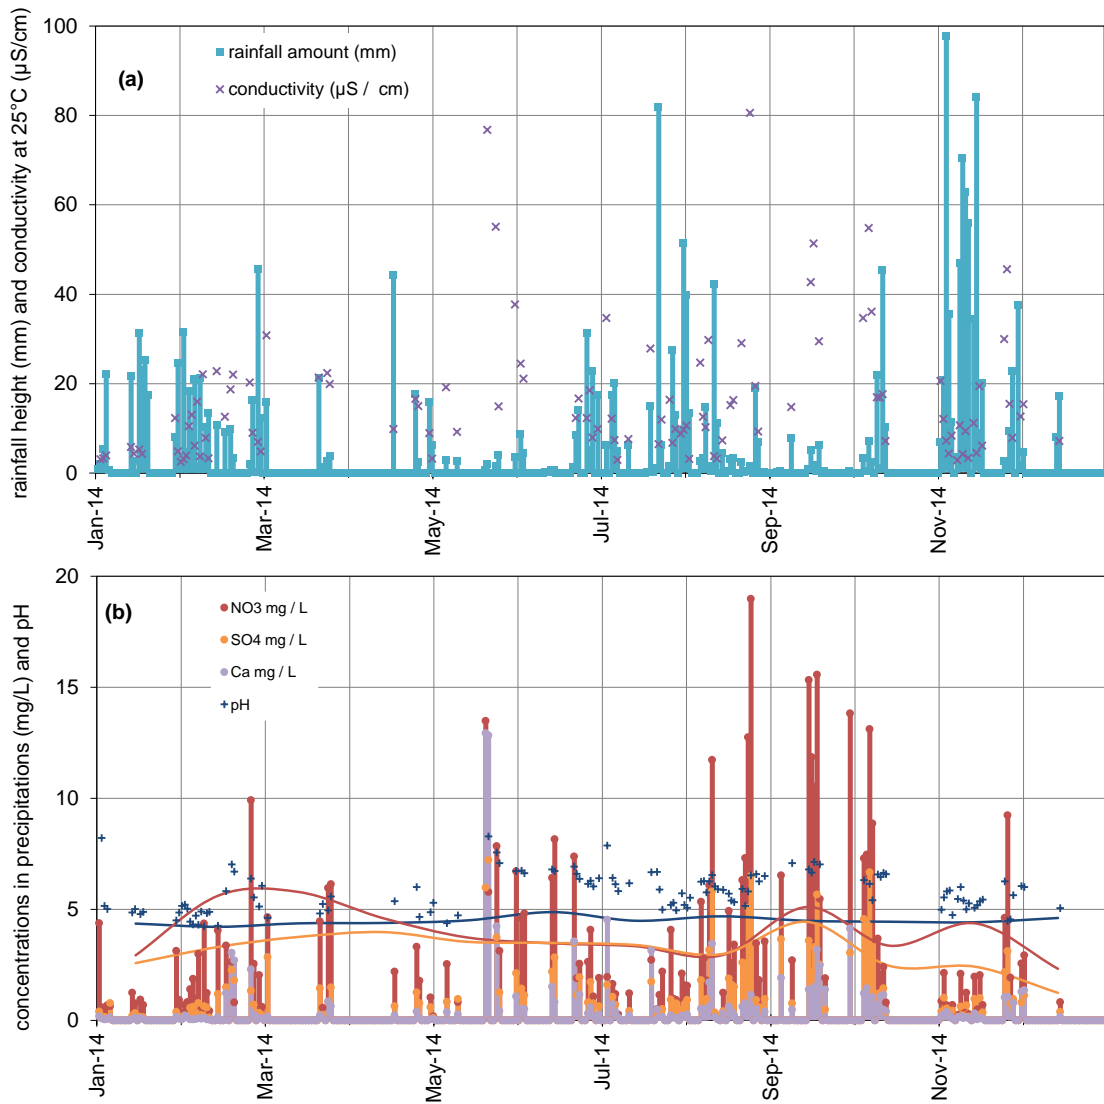 rainfall height (mm) and conductivity at 25°C (µS/cm)
100
80
60
40
20
0
(a)
rainfall amount (mm)
conductivity (µS / cm)
Jan-14
Mar-14
May-14
Jul-14
Sep-14
Nov-14
concentrations in precipitations (mg/L) and pH
20
15
10
5
0
(b)
NO3 mg / L
SO4 mg / L
Ca mg / L
pH
Jan-14
Mar-14
May-14
Jul-14
Sep-14
Nov-14